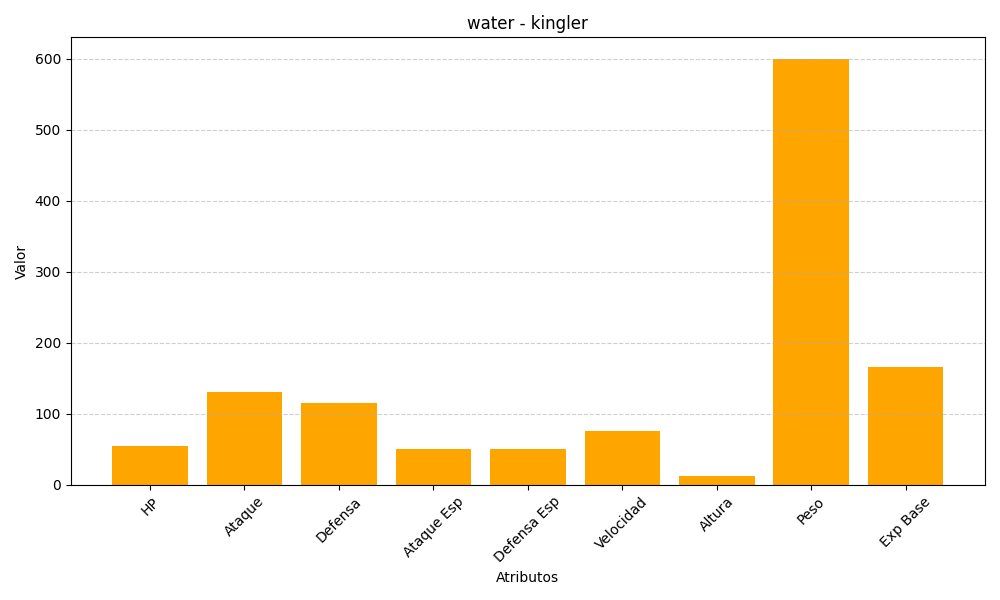 water - kingler
Valor
600
500
400
300
200
100
0
HP
Ataque
Defensa
Ataque Esp
Defensa Esp
Velocidad
Altura
Peso
Exp Base
Atributos